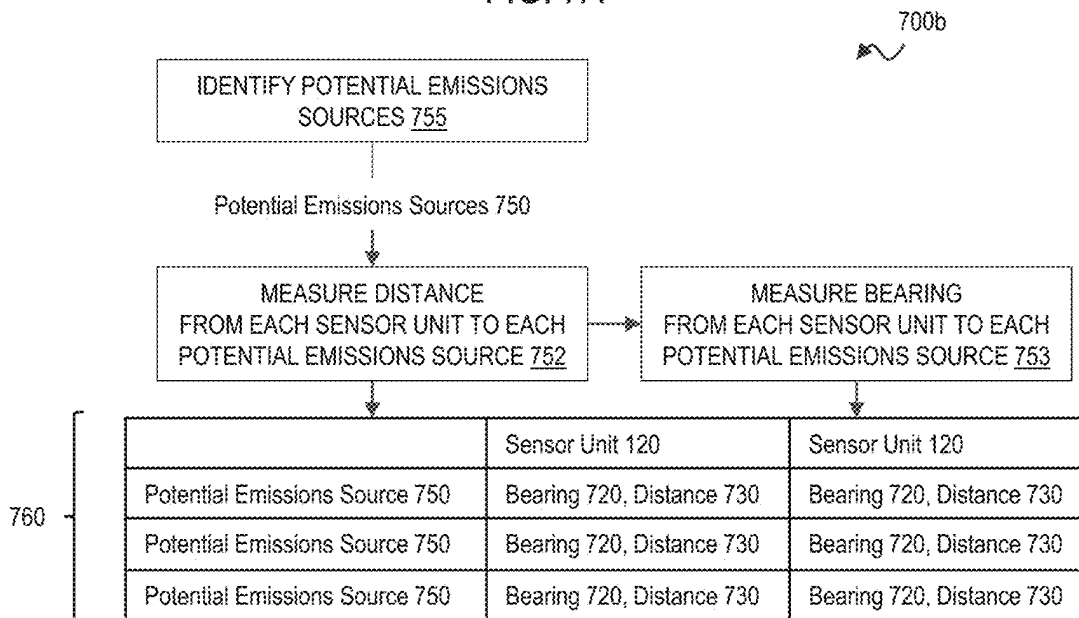 700b
IDENTIFY POTENTIAL EMISSIONS
SOURCES 755
Potential Emissions Sources 750
MEASURE DISTANCE
FROM EACH SENSOR UNIT TO EACH
POTENTIAL EMISSIONS SOURCE 752
MEASURE BEARING
FROM EACH SENSOR UNIT TO EACH
POTENTIAL EMISSIONS SOURCE 753
760
Sensor Unit 120 Sensor Unit 120
Potential Emissions Source 750 Bearing 720, Distance 730 Bearing 720, Distance 730
Potential Emissions Source 750 Bearing 720, Distance 730 Bearing 720, Distance 730
Potential Emissions Source 750 Bearing 720, Distance 730 Bearing 720, Distance 730